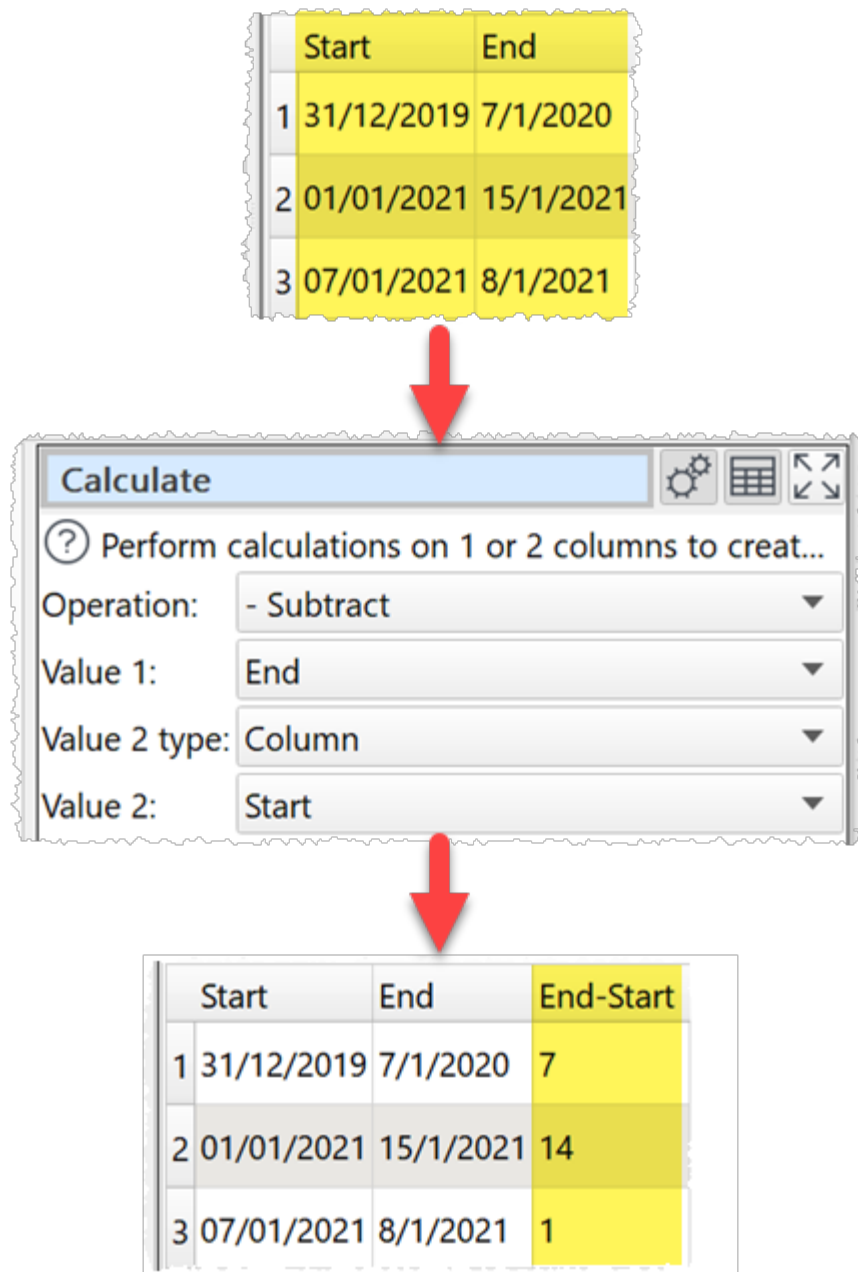 Start End
1 31/12/2019 7/1/2020
2 01/01/2021 15/1/2021
3 07/01/2021 8/1/2021
Calculate
? Perform calculations on 1 or 2 columns to creat...
Operation: - Subtract
Value 1: End
Value 2 type: Column
Value 2: Start
Start End End-Start
1 31/12/2019 7/1/2020 7
2 01/01/2021 15/1/2021 14
3 07/01/2021 8/1/2021 1